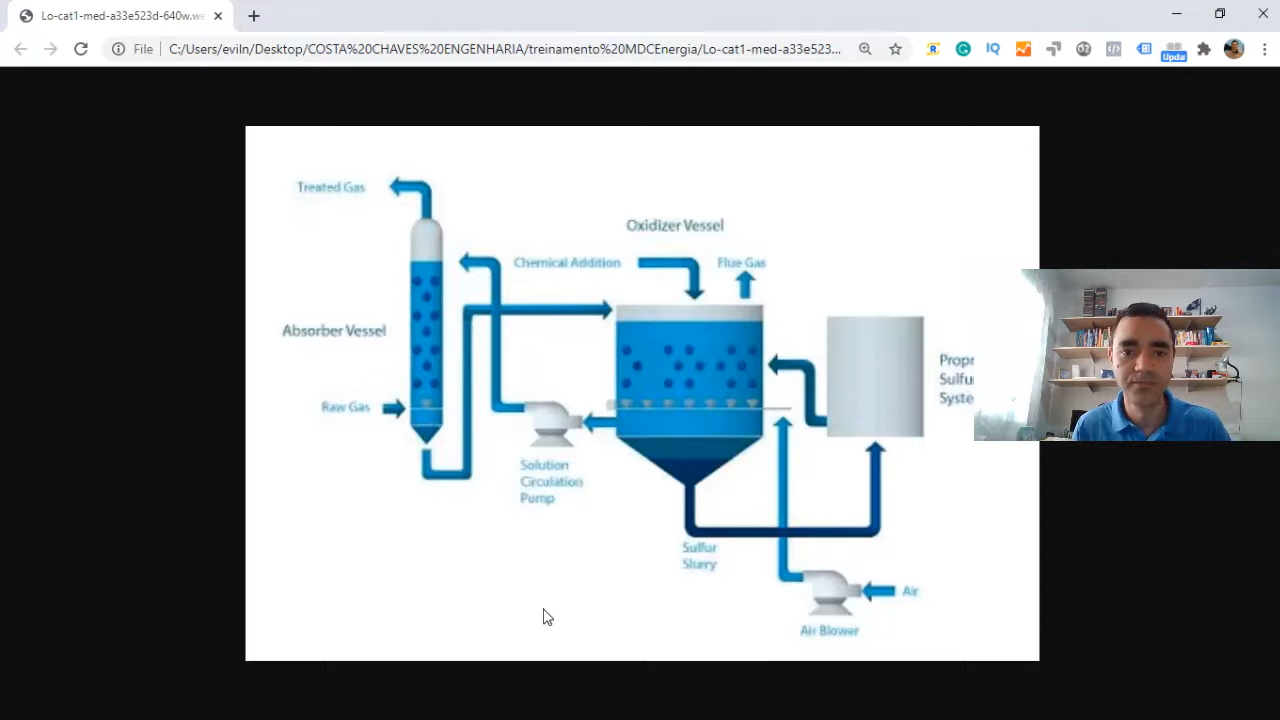 Lo-cat1-med-a33e523d-640w.we
File
C:/Users/eviln/Desktop/COSTA%20CHAVES%20ENGENHARIA/treinamento%20MDCEnergia/Lo-cat1-med-a33e523...
IQ
Updat
Treated Gas
Oxidizer Vessel
Chemical Addition
Flue Gas
Absorber Vessel
Propr
Sulfu
Syste
Raw Gas
Solution
Circulation
Pump
Sulfur
Slurry
Air
Air Blower